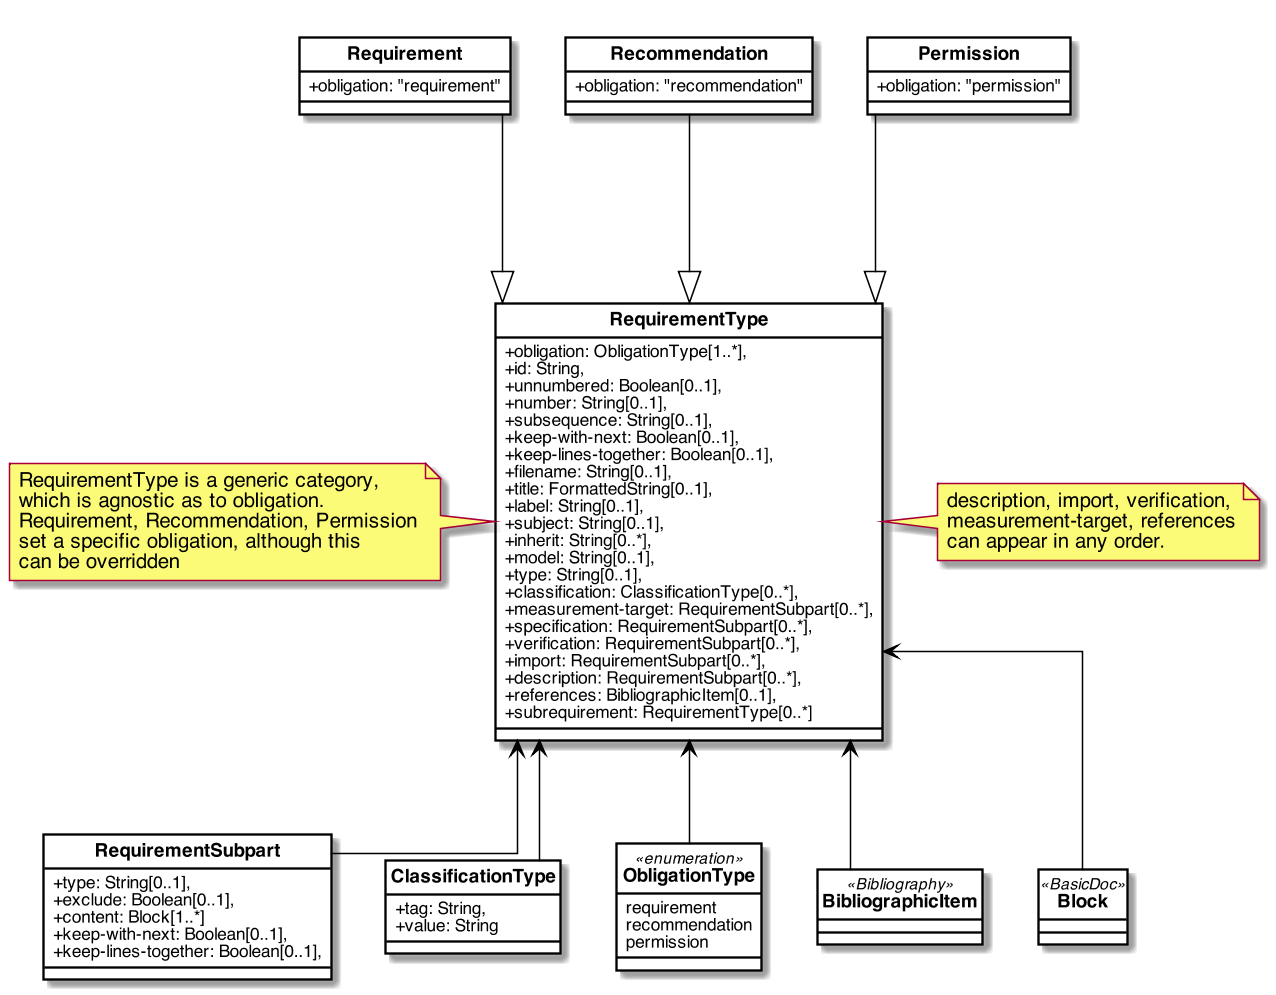 Requirement
+obligation: "requirement"
Recommendation
+obligation: "recommendation"
Permission
+obligation: "permission"
RequirementType
+obligation: ObligationType[1..*],
+id: String,
+unnumbered: Boolean[0..1],
+number: String[0..1],
+subsequence: String[0..1],
+keep-with-next: Boolean[0..1],
+keep-lines-together: Boolean[0..1],
+filename: String[0..1],
+title: FormattedString[0..1],
+label: String[0..1],
+subject: String[0..1],
+inherit: String[0..*],
+model: String[0..1],
+type: String[0..1],
+classification: ClassificationType[0..*],
+measurement-target: RequirementSubpart[0..*],
+specification: RequirementSubpart[0..*],
+verification: RequirementSubpart[0..*],
+import: RequirementSubpart[0..*],
+description: RequirementSubpart[0..*],
+references: BibliographicItem[0..1],
+subrequirement: RequirementType[0..*]
RequirementType is a generic category,
which is agnostic as to obligation.
Requirement, Recommendation, Permission
set a specific obligation, although this
can be overridden
description, import, verification,
measurement-target, references
can appear in any order.
RequirementSubpart
+type: String[0..1],
+exclude: Boolean[0..1],
+content: Block[1..*]
+keep-with-next: Boolean[0..1],
+keep-lines-together: Boolean[0..1],
ClassificationType
+tag: String,
+value: String
«enumeration»
ObligationType
requirement
recommendation
permission
«Bibliography»
BibliographicItem
«BasicDoc»
Block